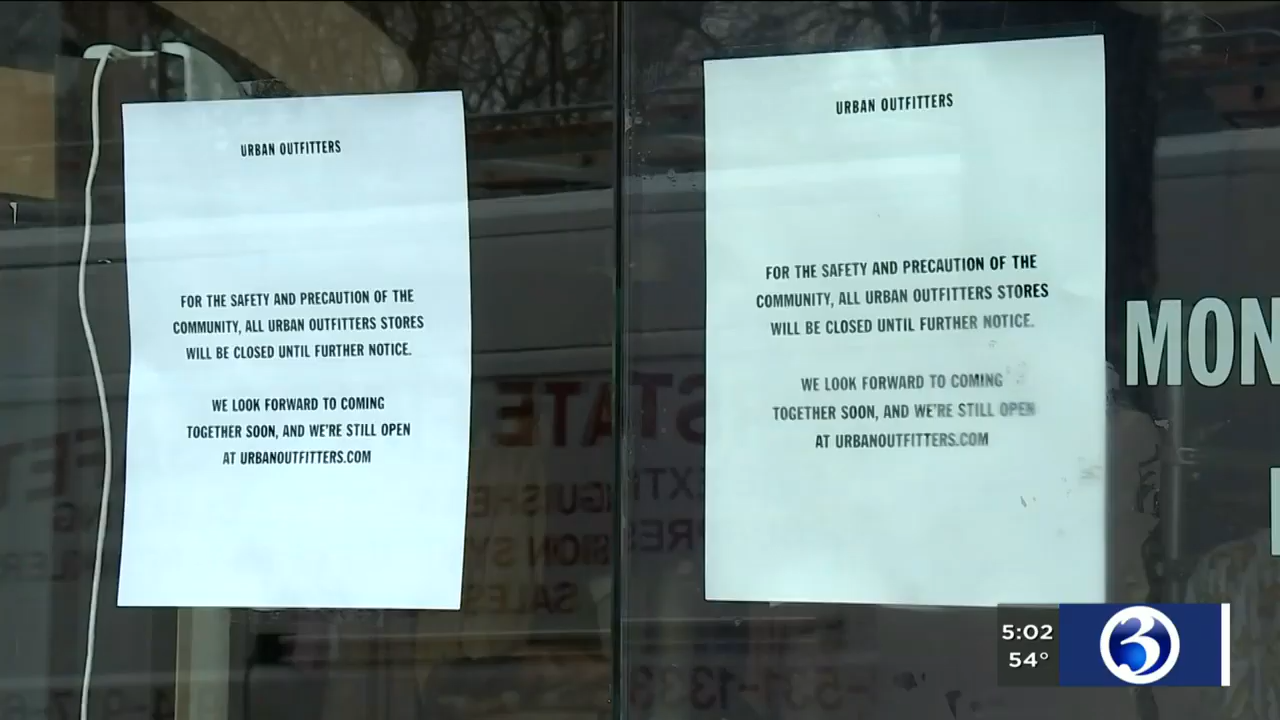 URBAN OUTFITTERS
FOR THE SAFETY AND PRECAUTION OF THE
COMMUNITY, ALL URBAN OUTFITTERS STORES
WILL BE CLOSED UNTIL FURTHER NOTICE.
WE LOOK FORWARD TO COMING
TOGETHER SOON, AND WE'RE STILL OPEN
AT URBANOUTFITTERS.COM
URBAN OUTFITTERS
FOR THE SAFETY AND PRECAUTION OF THE
COMMUNITY, ALL URBAN OUTFITTERS STORES
WILL BE CLOSED UNTIL FURTHER NOTICE.
WE LOOK FORWARD TO COMING
TOGETHER SOON, AND WE'RE STILL OPEN
AT URBANOUTFITTERS.COM
MON
STATE
SALES
5:02
54°
3